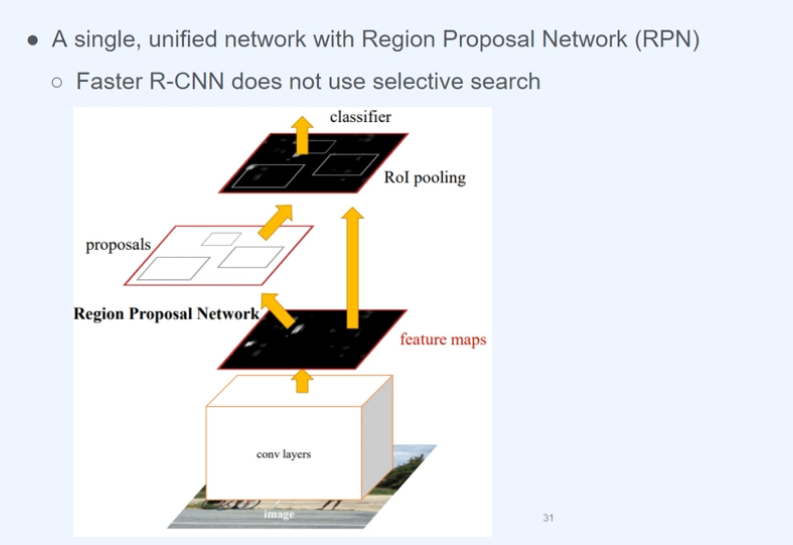 ● A single, unified network with Region Proposal Network (RPN)
○ Faster R-CNN does not use selective search
classifier
RoI pooling
proposals
Region Proposal Network
feature maps
conv layers
image
31